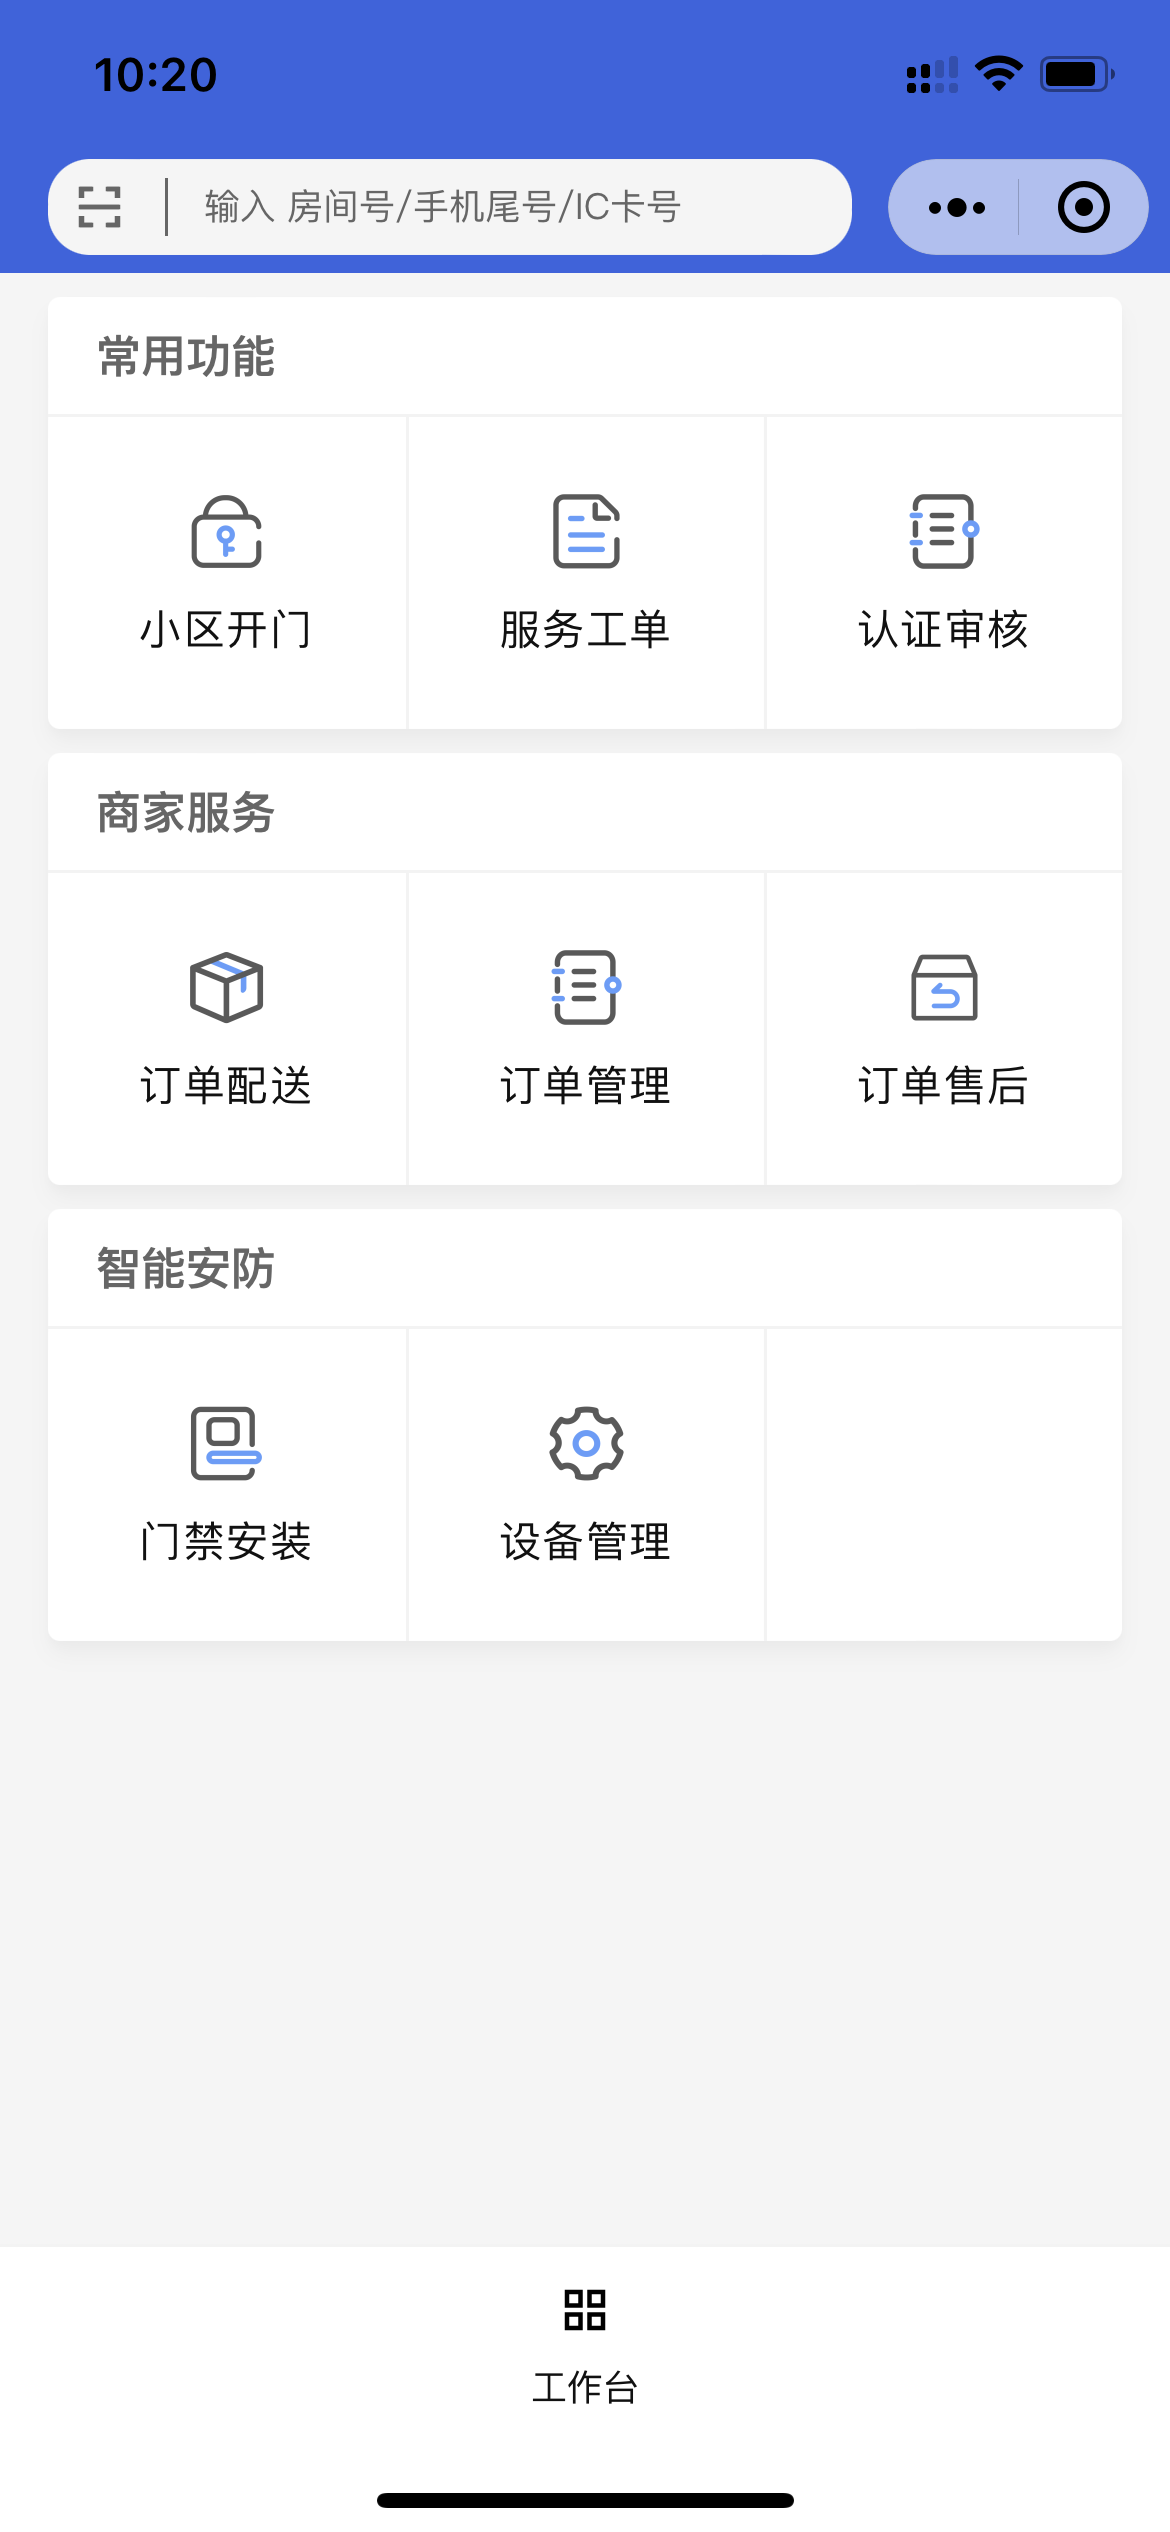 10:20
输入 房间号/手机尾号/IC卡号
常用功能
小区开门 服务工单 认证审核
商家服务
订单配送 订单管理 订单售后
智能安防
门禁安装 设备管理
工作台